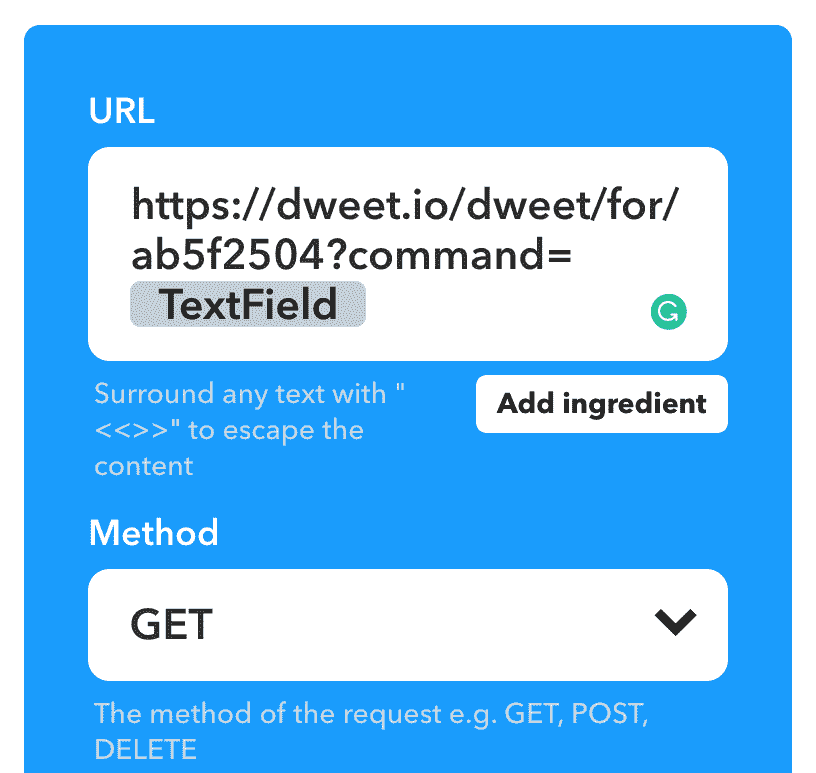 URL
https://dweet.io/dweet/for/
ab5f2504?command=
TextField
Surround any text with "
<<>>" to escape the
content
Add ingredient
Method
GET
The method of the request e.g. GET, POST,
DELETE